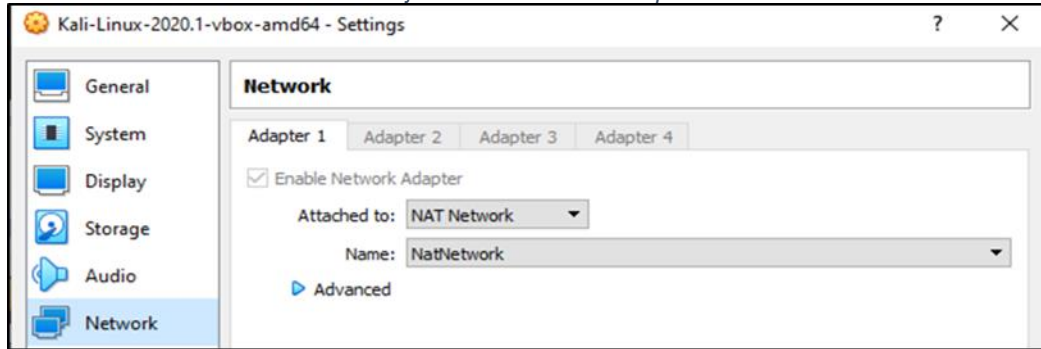 Kali-Linux-2020.1-vbox-amd64 - Settings ? ×
General
Network
System
Adapter 1 Adapter 2 Adapter 3 Adapter 4
Display
Enable Network Adapter
Attached to: NAT Network
Storage
Name: NatNetwork
Audio
Advanced
Network